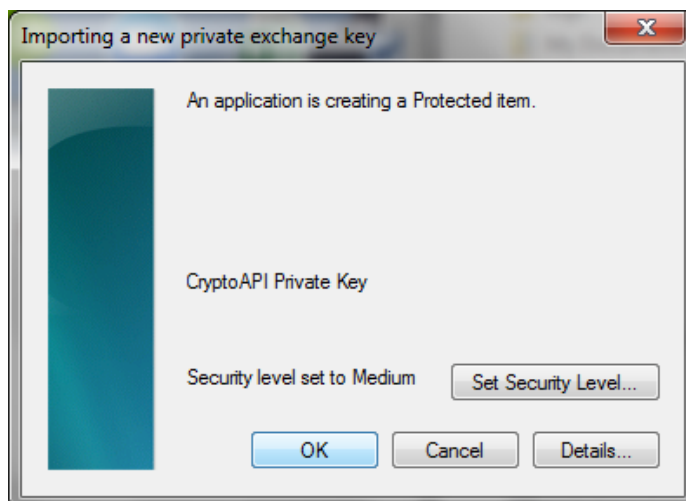 Importing a new private exchange key
An application is creating a Protected item.
CryptoAPI Private Key
Security level set to Medium
Set Security Level...
OK
Cancel
Details...